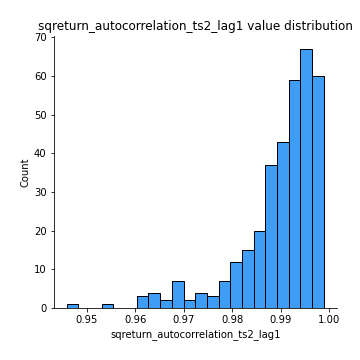 sqreturn_autocorrelation_ts2_lag1 value distribution
70
60
50
40
30
20
10
0
Count
0.95 0.96 0.97 0.98 0.99 1.00
sqreturn_autocorrelation_ts2_lag1